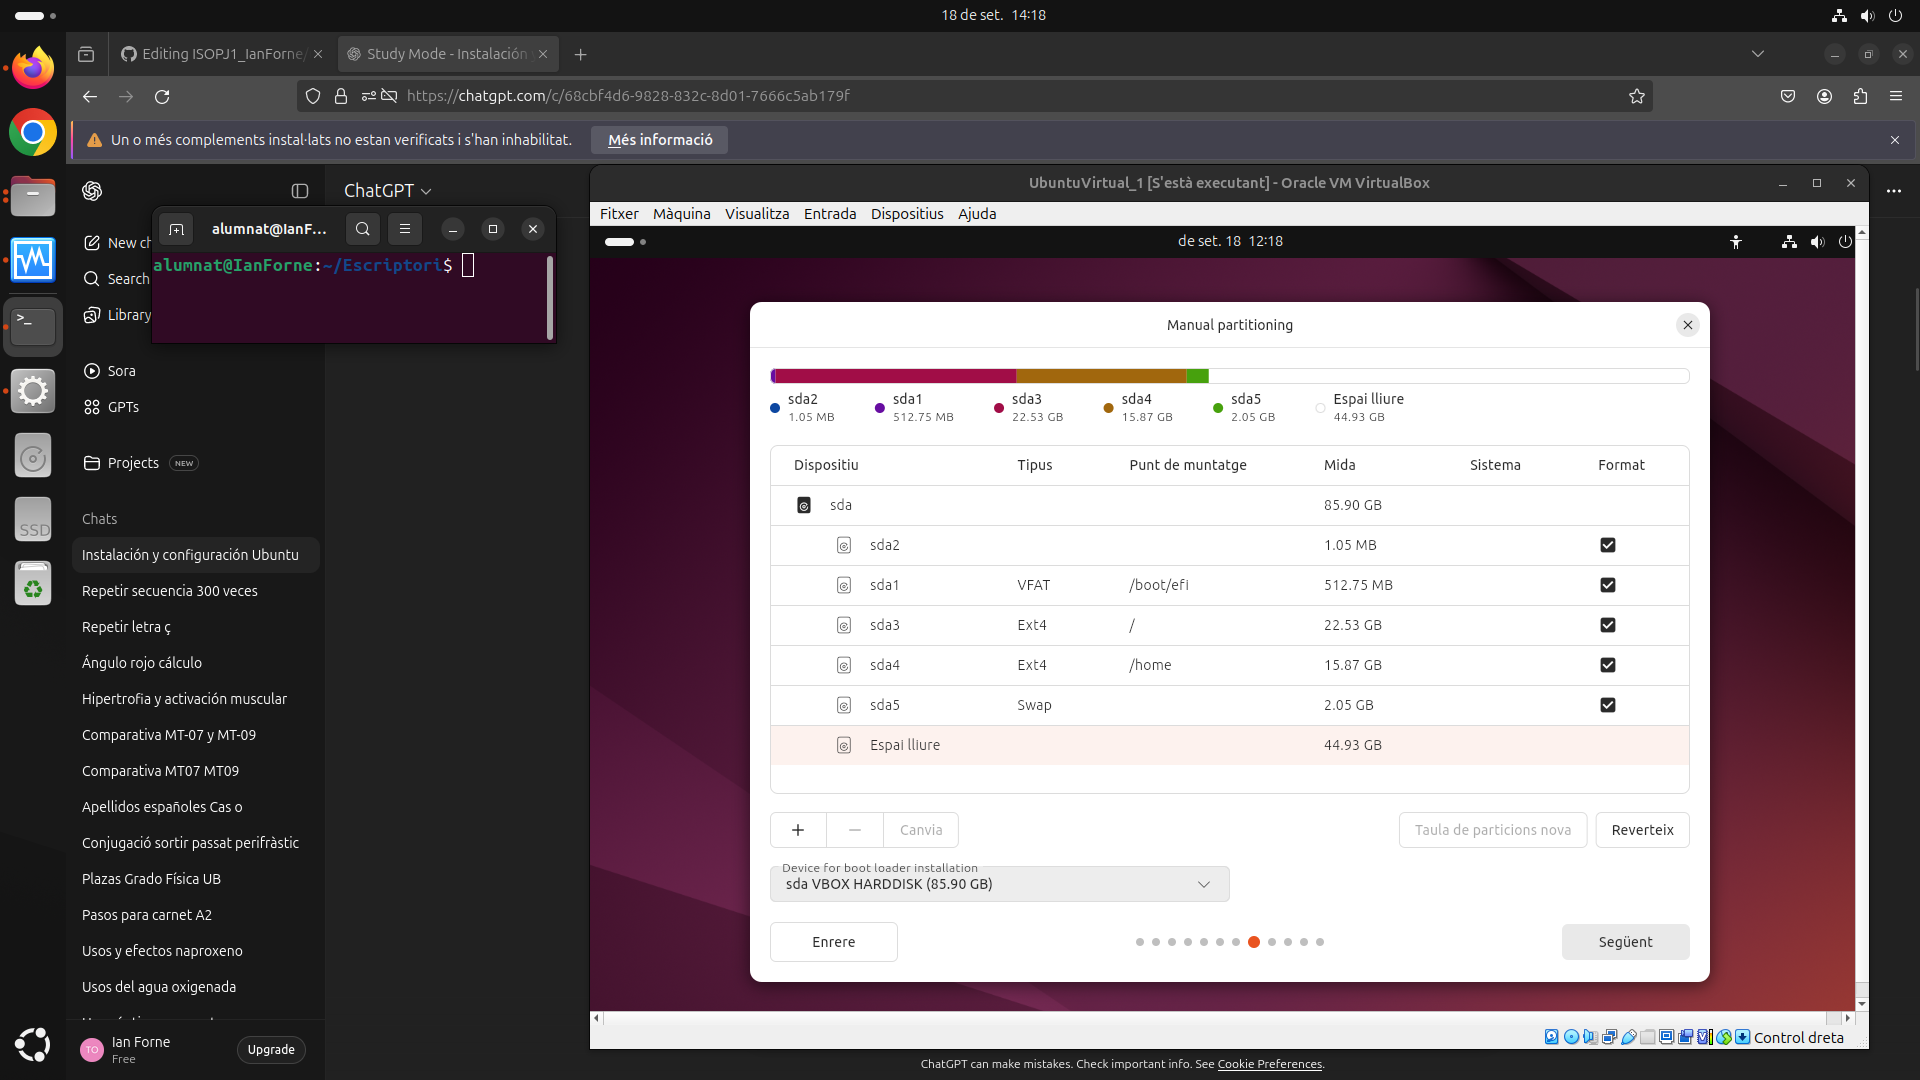 18 de set. 14:18
Editing ISOPJ1_IanForne/
Study Mode - Instalación
https://chatgpt.com/c/68cbf4d6-9828-832c-8d01-7666c5ab179f
Un o més complements instal·lats no estan verificats i s'han inhabilitat.
Més informació
ChatGPT
New ch
Search
Library
Sora
GPTs
Projects
NEW
Chats
Instalación y configuración Ubuntu
Repetir secuencia 300 veces
Repetir letra ç
Ángulo rojo cálculo
Hipertrofia y activación muscular
Comparativa MT-07 y MT-09
Comparativa MT07 MT09
Apellidos españoles Cas o
Conjugació sortir passat perifràstic
Plazas Grado Física UB
Pasos para carnet A2
Usos y efectos naproxeno
Usos del agua oxigenada
TO
Ian Forne
Free
Upgrade
SSD
alumnat@IanF...
alumnat@IanForne:~/Escriptori$
UbuntuVirtual_1 [S'està executant] - Oracle VM VirtualBox
Fitxer Màquina Visualitza Entrada Dispositius Ajuda
de set. 18 12:18
Manual partitioning
sda2 sda1 sda3 sda4 sda5 Espai lliure
1.05 MB 512.75 MB 22.53 GB 15.87 GB 2.05 GB 44.93 GB
Dispositiu Tipus Punt de muntatge Mida Sistema Format
sda 85.90 GB
sda2 1.05 MB
sda1 VFAT /boot/efi 512.75 MB
sda3 Ext4 / 22.53 GB
sda4 Ext4 /home 15.87 GB
sda5 Swap 2.05 GB
Espai lliure 44.93 GB
+ − Canvia
Taula de particions nova
Reverteix
Device for boot loader installation
sda VBOX HARDDISK (85.90 GB)
Enrere
Següent
Control dreta
ChatGPT can make mistakes. Check important info. See Cookie Preferences.